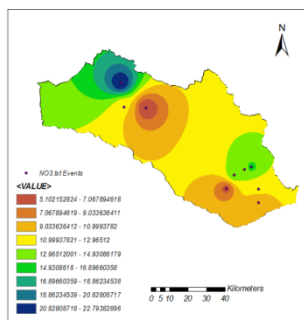 N
NO3.txt Events
<VALUE>
5.102152824 - 7.067894618
7.067894619 - 9.033636411
9.033636412 - 10.9993782
10.99937821 - 12.96512
12.96512001 - 14.93086179
14.9308618 - 16.89660358
16.89660359 - 18.86234538
18.86234539 - 20.82808717
20.82808718 - 22.79382896
Kilometers
0 5 10 20 30 40